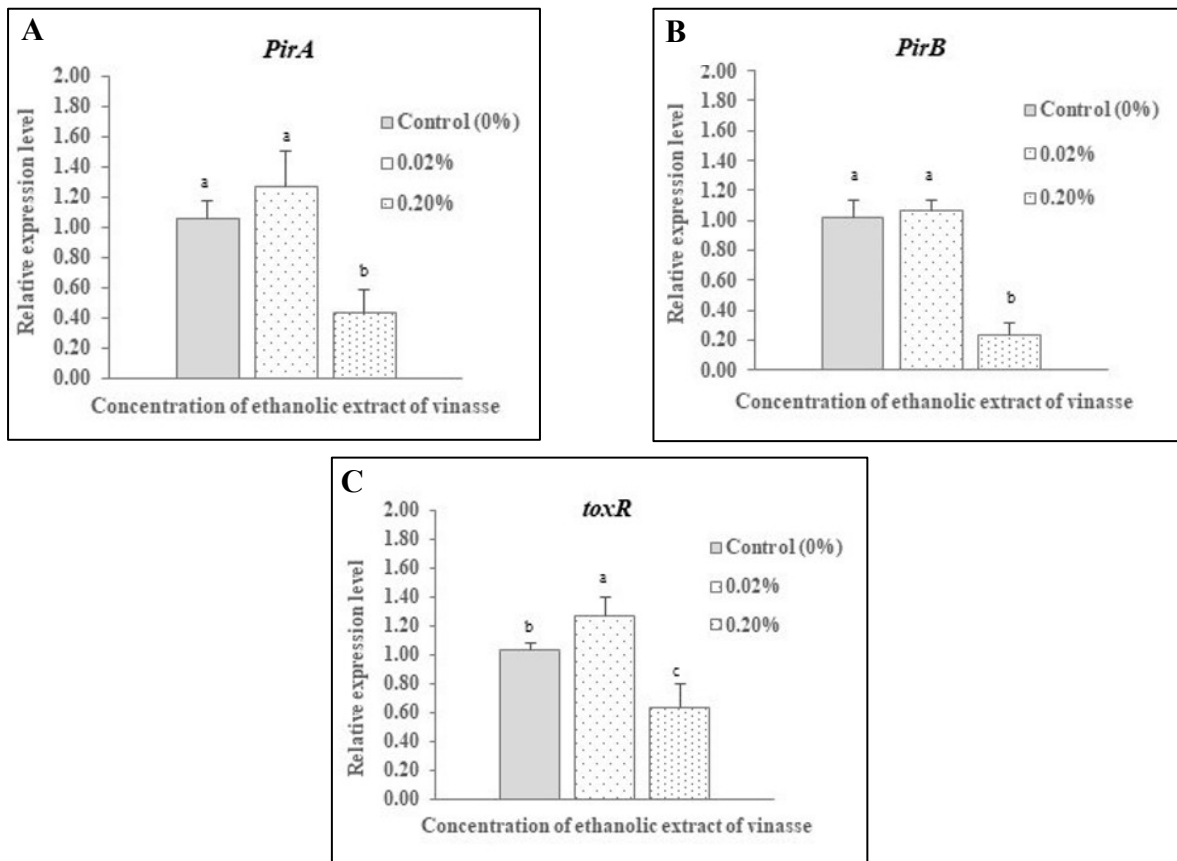 A
PirA
2.00
1.80
1.60
1.40
1.20
1.00
0.80
0.60
0.40
0.20
0.00
Relative expression level
a
a
b
Control (0%)
0.02%
0.20%
Concentration of ethanolic extract of vinasse
B
PirB
2.00
1.80
1.60
1.40
1.20
1.00
0.80
0.60
0.40
0.20
0.00
Relative expression level
a
a
b
Control (0%)
0.02%
0.20%
Concentration of ethanolic extract of vinasse
C
toxR
2.00
1.80
1.60
1.40
1.20
1.00
0.80
0.60
0.40
0.20
0.00
Relative expression level
b
a
c
Control (0%)
0.02%
0.20%
Concentration of ethanolic extract of vinasse